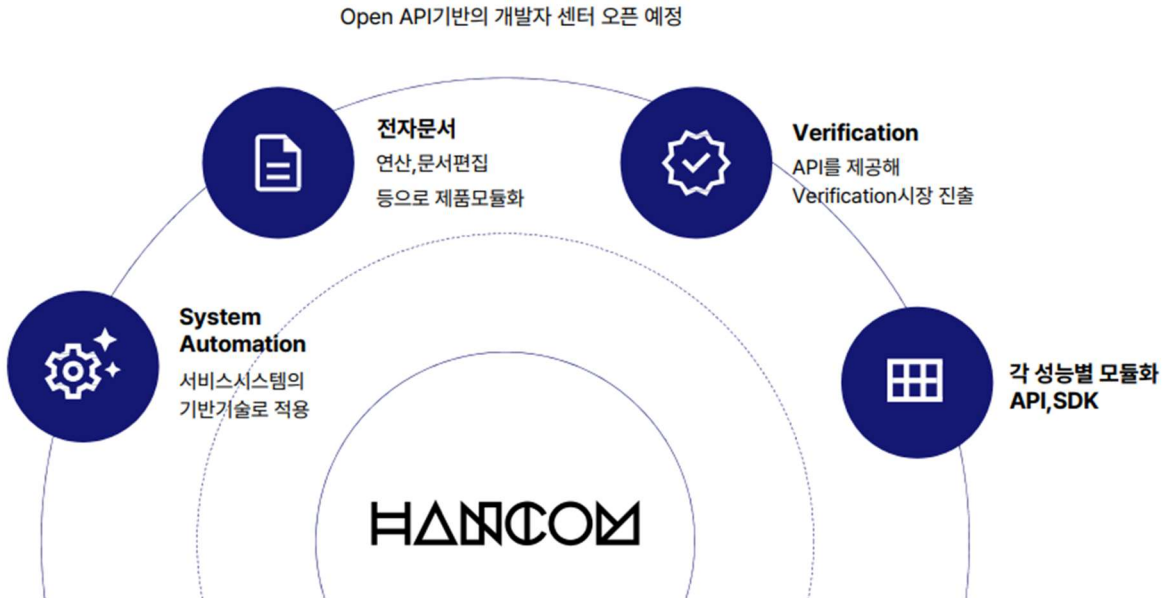 Open API기반의 개발자 센터 오픈 예정
전자문서
연산,문서편집
등으로 제품모듈화
Verification
API를 제공해
Verification시장 진출
System
Automation
서비스시스템의
기반기술로 적용
각 성능별 모듈화
API,SDK
HANCOM